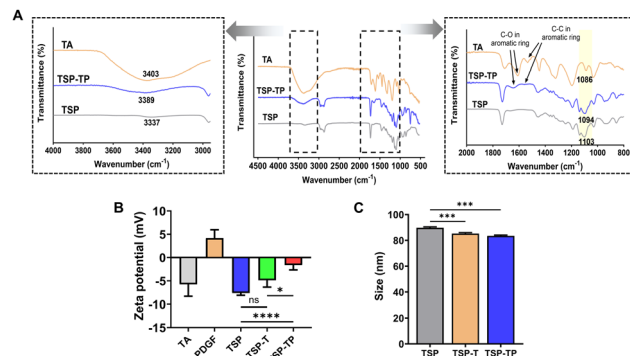 A
Transmittance (%)
TA
3403
TSP-TP
3389
TSP
3337
4000 3800 3600 3400 3200 3000
Wavenumber (cm-1)
Transmittance (%)
TA
TSP-TP
TSP
4500 4000 3500 3000 2500 2000 1500 1000 500
Wavenumber (cm-1)
C-O in
aromatic ring
C-C in
aromatic ring
Transmittance (%)
TA
1086
TSP-TP
TSP
1094
1103
2000 1800 1600 1400 1200 1000 800
Wavenumber (cm-1)
B
Zeta potential (mV)
10
5
0
-5
-10
-15
ns
*
****
TA PDGF TSP TSP-T TSP-TP
C
Size (nm)
100
80
60
40
20
0
***
***
TSP TSP-T TSP-TP